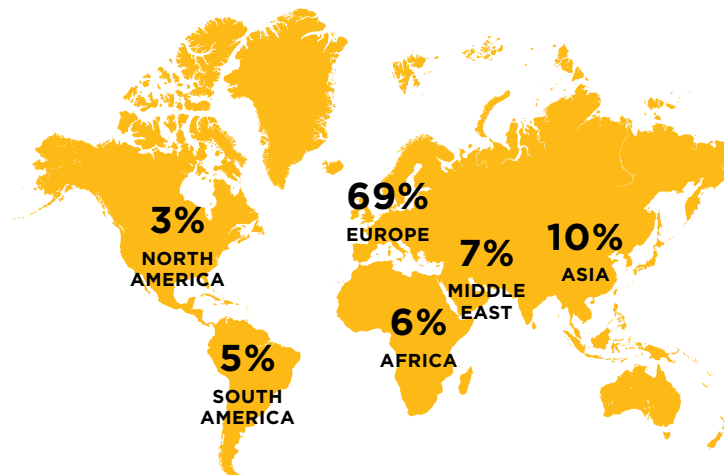 3%
NORTH
AMERICA
5%
SOUTH
AMERICA
69%
EUROPE
6%
AFRICA
7%
MIDDLE
EAST
10%
ASIA